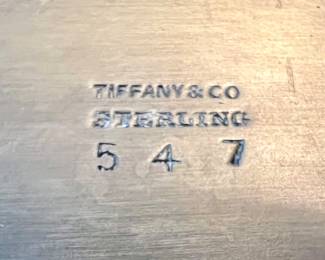 TIFFANY & CO
STERLING
5 4 7